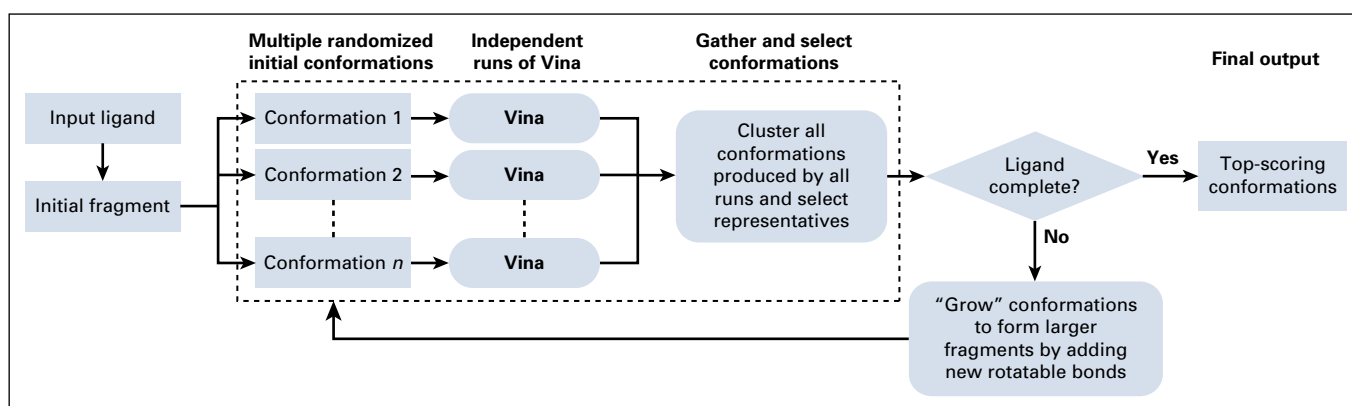 Multiple randomized
initial conformations
Independent
runs of Vina
Gather and select
conformations
Final output
Input ligand
Initial fragment
Conformation 1
Conformation 2
Conformation n
Vina
Vina
Vina
Cluster all
conformations
produced by all
runs and select
representatives
Ligand
complete?
Yes
Top-scoring
conformations
No
“Grow” conformations
to form larger
fragments by adding
new rotatable bonds